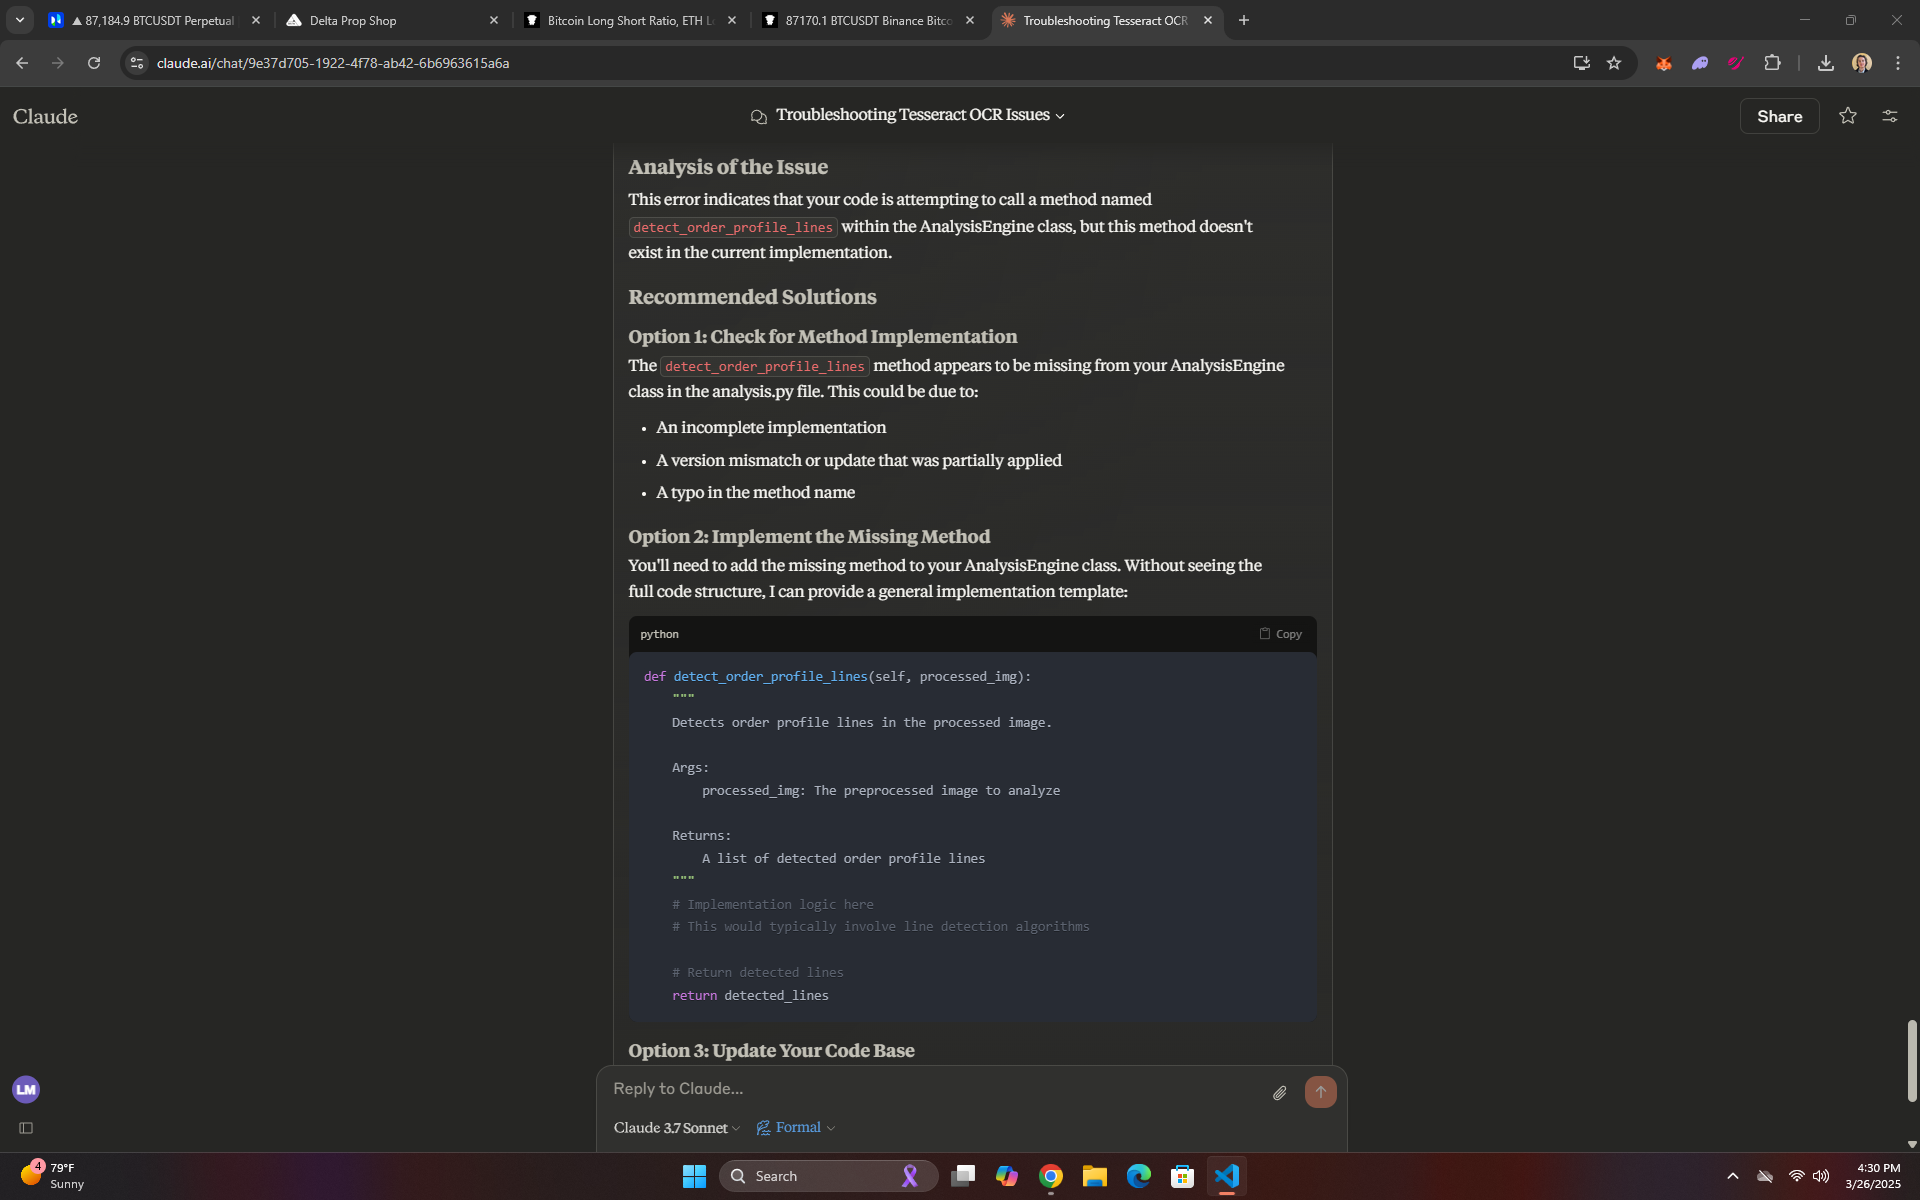 ▲ 87,184.9 BTCUSDT Perpetual
Delta Prop Shop
Bitcoin Long Short Ratio, ETH L
87170.1 BTCUSDT Binance Bitco
Troubleshooting Tesseract OCR
claude.ai/chat/9e37d705-1922-4f78-ab42-6b6963615a6a
Claude
Troubleshooting Tesseract OCR Issues
Share
Analysis of the Issue
This error indicates that your code is attempting to call a method named
detect_order_profile_lines within the AnalysisEngine class, but this method doesn't
exist in the current implementation.
Recommended Solutions
Option 1: Check for Method Implementation
The detect_order_profile_lines method appears to be missing from your AnalysisEngine
class in the analysis.py file. This could be due to:
• An incomplete implementation
• A version mismatch or update that was partially applied
• A typo in the method name
Option 2: Implement the Missing Method
You'll need to add the missing method to your AnalysisEngine class. Without seeing the
full code structure, I can provide a general implementation template:
python
Copy
def detect_order_profile_lines(self, processed_img):
"""
Detects order profile lines in the processed image.
Args:
processed_img: The preprocessed image to analyze
Returns:
A list of detected order profile lines
"""
# Implementation logic here
# This would typically involve line detection algorithms
# Return detected lines
return detected_lines
Option 3: Update Your Code Base
Reply to Claude...
Claude 3.7 Sonnet
Formal
LM
4
79°F
Sunny
Search
4:30 PM
3/26/2025